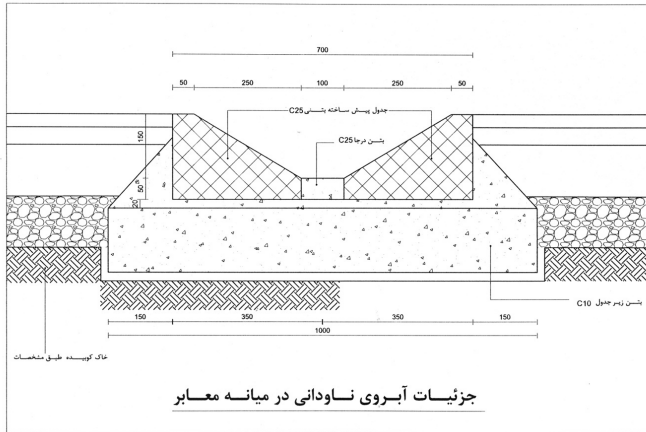 700
50 250 100 250 50
جدول پیش ساخته بتنی C25
بتن درجا C25
150
50
20
بتن زیر جدول C10
150 350 350 150
1000
خاک کوبیده طبق مشخصات
جزئیات آبروی ناودانی در میانه معابر